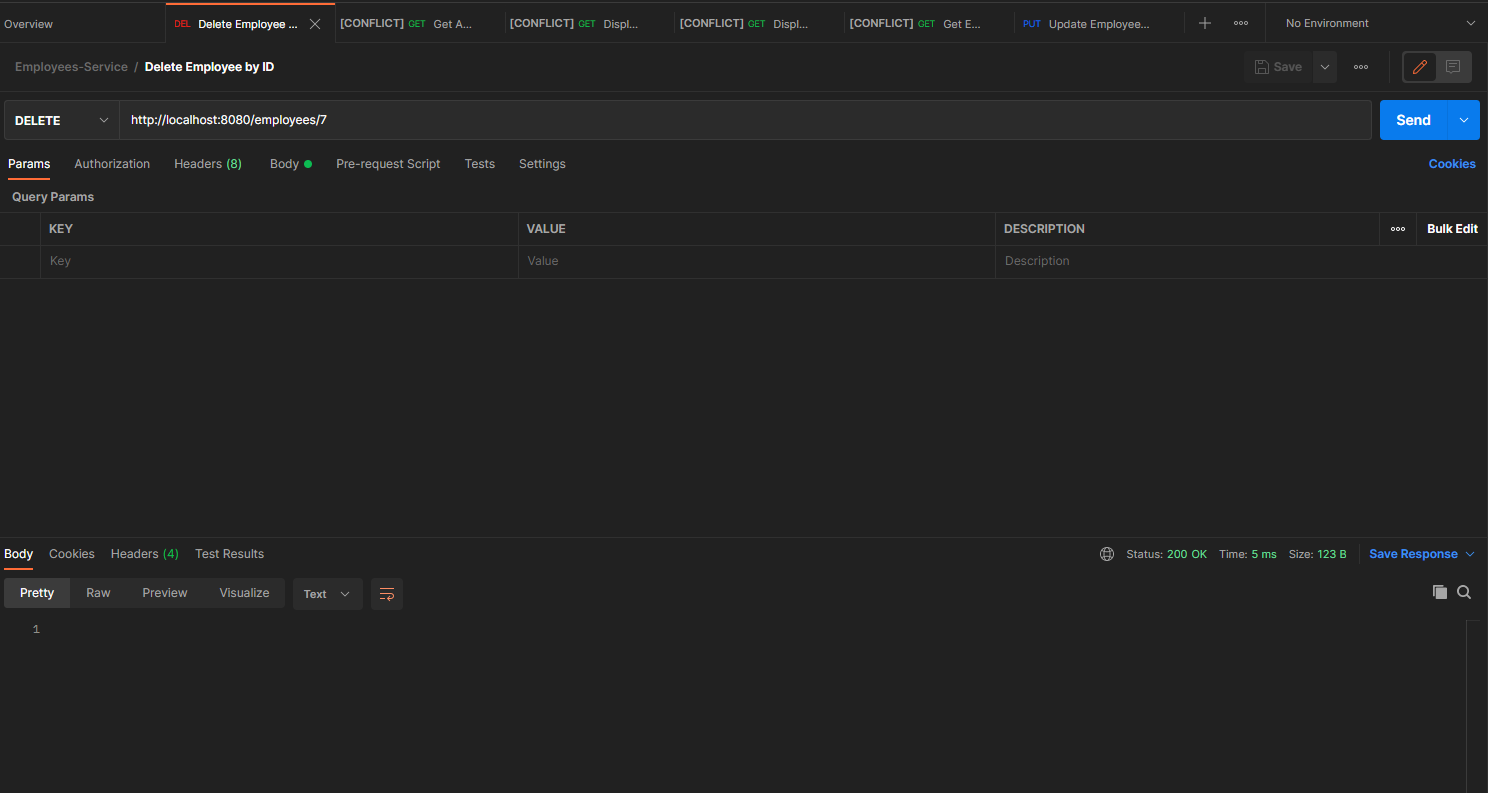 Overview DEL Delete Employee ... [CONFLICT] GET Get A... [CONFLICT] GET Displ... [CONFLICT] GET Displ... [CONFLICT] GET Get E... PUT Update Employee... No Environment
Employees-Service / Delete Employee by ID Save
DELETE http://localhost:8080/employees/7 Send
Params Authorization Headers (8) Body Pre-request Script Tests Settings Cookies
Query Params
KEY VALUE DESCRIPTION Bulk Edit
Key Value Description
Body Cookies Headers (4) Test Results Status: 200 OK Time: 5 ms Size: 123 B Save Response
Pretty Raw Preview Visualize Text
1